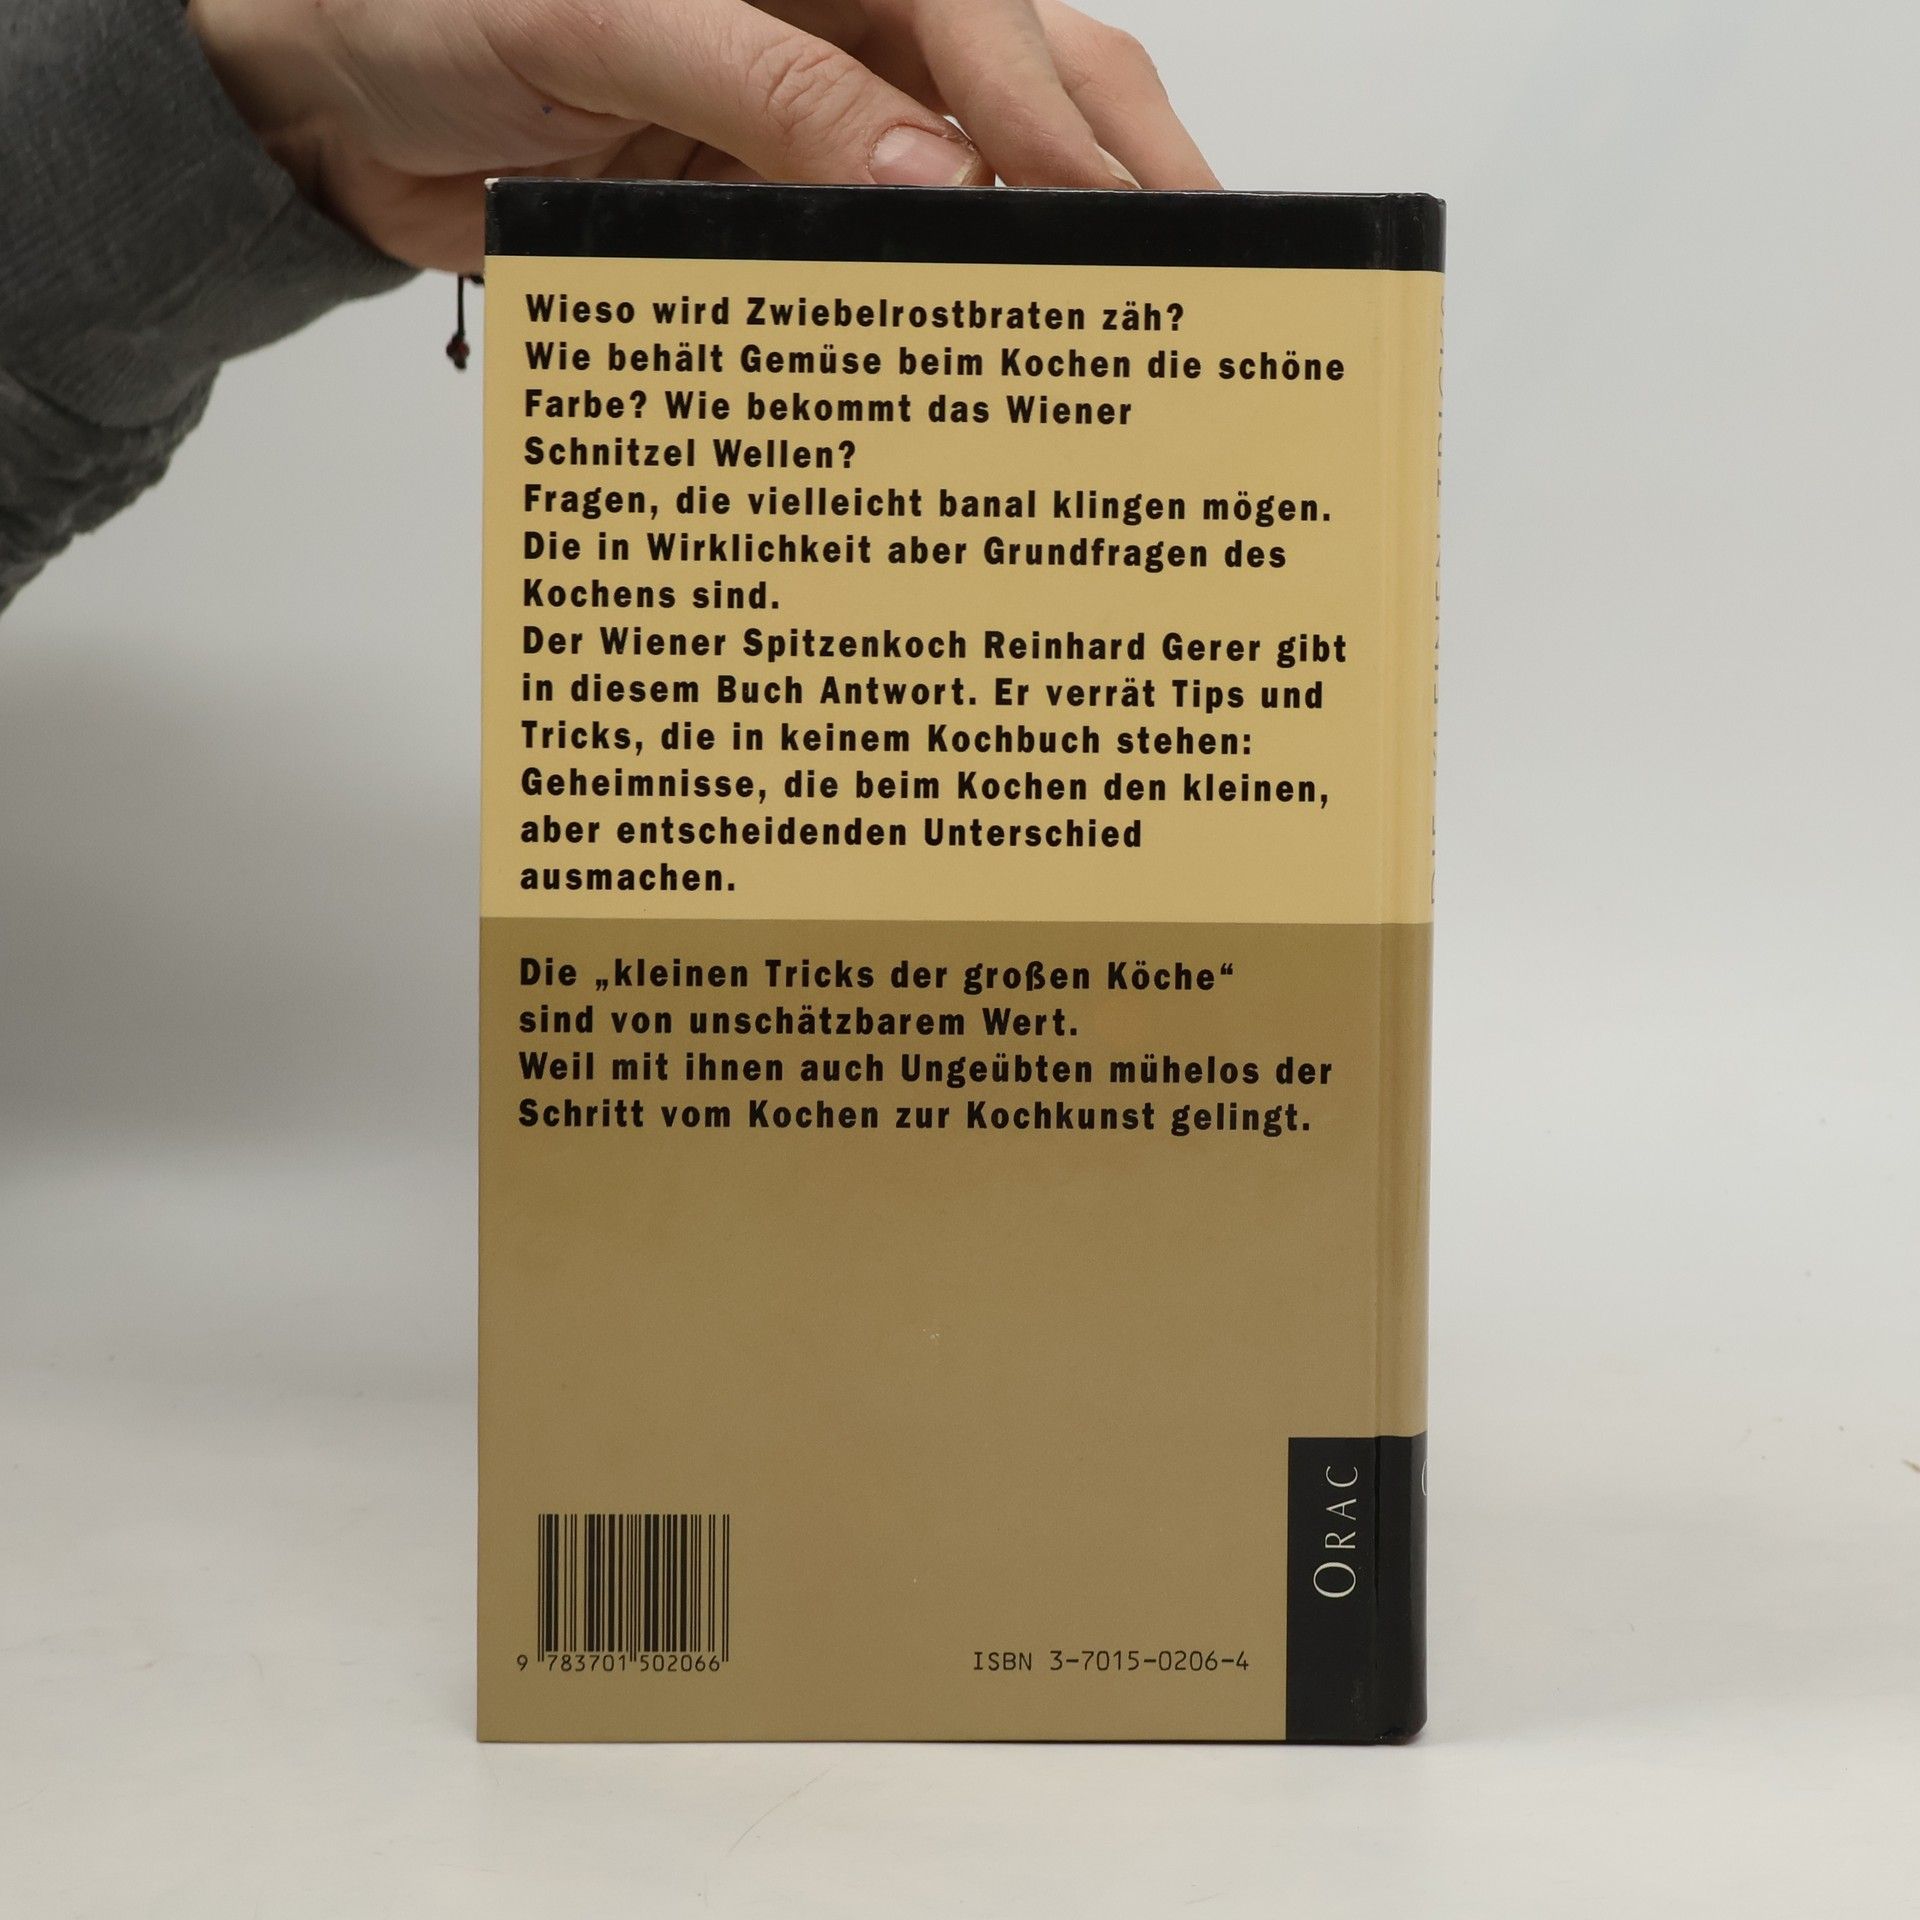 Wieso wird Zwiebelrostbraten zäh?
Wie behält Gemüse beim Kochen die schöne
Farbe? Wie bekommt das Wiener
Schnitzel Wellen?
Fragen, die vielleicht banal klingen mögen.
Die in Wirklichkeit aber Grundfragen des
Kochens sind.
Der Wiener Spitzenkoch Reinhard Gerer gibt
in diesem Buch Antwort. Er verrät Tips und
Tricks, die in keinem Kochbuch stehen:
Geheimnisse, die beim Kochen den kleinen,
aber entscheidenden Unterschied
ausmachen.
Die „kleinen Tricks der großen Köche“
sind von unschätzbarem Wert.
Weil mit ihnen auch Ungeübten mühelos der
Schritt vom Kochen zur Kochkunst gelingt.
ORAC
9 783701 502066
ISBN 3-7015-0206-4